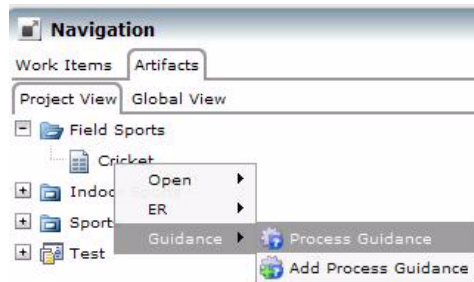 Navigation
Work Items Artifacts
Project View Global View
Field Sports
Cricket
Open
Indoo
ER
Sport
Guidance Process Guidance
Test
Add Process Guidance